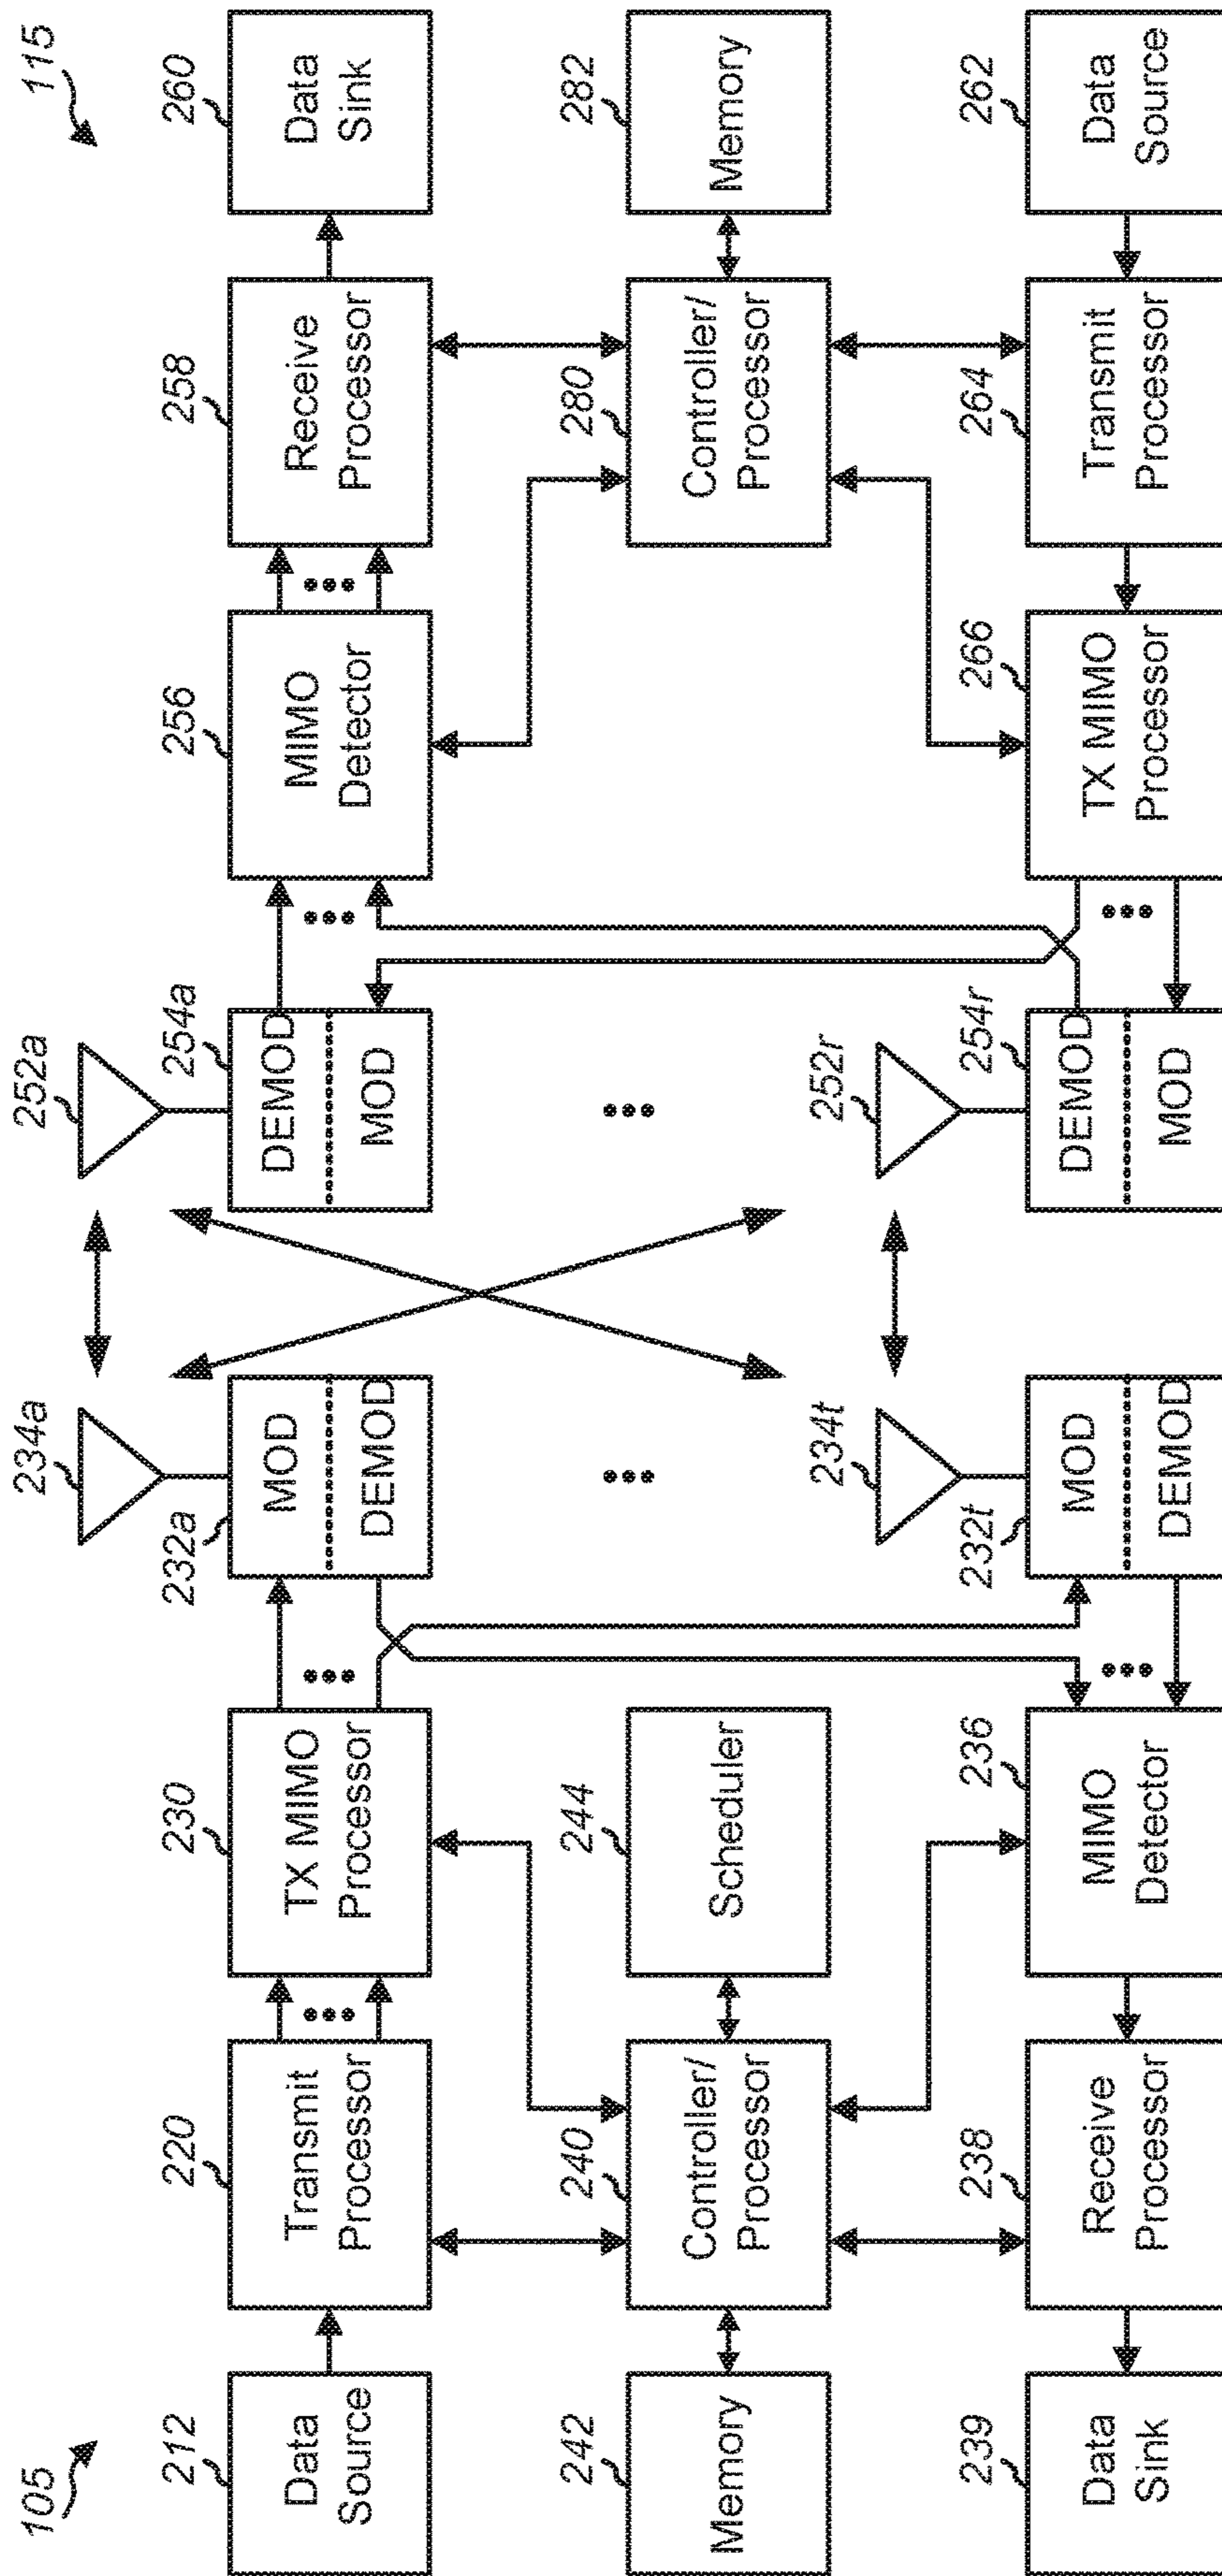 105
115
212
Data
Source
220
Transmit
Processor
230
TX MIMO
Processor
234a
232a
MOD
DEMOD
252a
254a
DEMOD
MOD
256
MIMO
Detector
258
Receive
Processor
260
Data
Sink
242
Memory
240
Controller/
Processor
244
Scheduler
280
Controller/
Processor
282
Memory
239
Data
Sink
238
Receive
Processor
236
MIMO
Detector
234t
232t
MOD
DEMOD
252r
254r
DEMOD
MOD
266
TX MIMO
Processor
264
Transmit
Processor
262
Data
Source